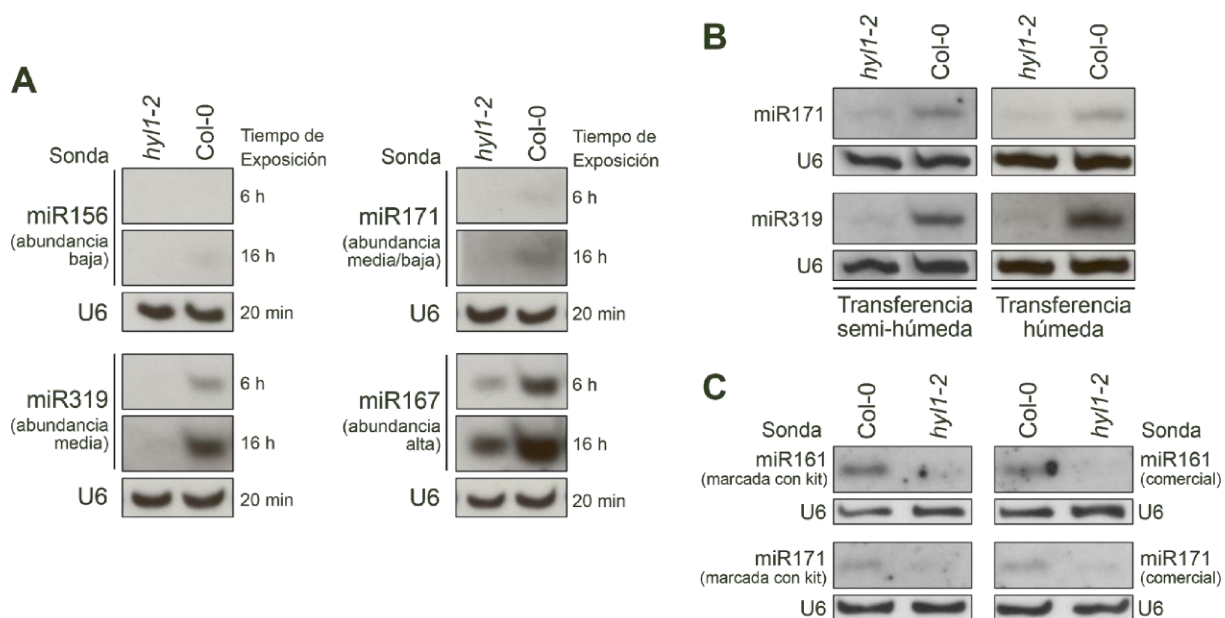 A
hyl1-2
Col-0
Sonda
Tiempo de
Exposición
miR156
(abundancia
baja)
6 h
16 h
U6
20 min
miR319
(abundancia
media)
6 h
16 h
U6
20 min
hyl1-2
Col-0
Sonda
Tiempo de
Exposición
miR171
(abundancia
media/baja)
6 h
16 h
U6
20 min
miR167
(abundancia
alta)
6 h
16 h
U6
20 min
B
hyl1-2
Col-0
hyl1-2
Col-0
miR171
U6
miR319
U6
Transferencia
semi-húmeda
Transferencia
húmeda
C
Sonda
Col-0
hyl1-2
Col-0
hyl1-2
Sonda
miR161
(marcada con kit)
miR161
(comercial)
U6
U6
miR171
(marcada con kit)
miR171
(comercial)
U6
U6